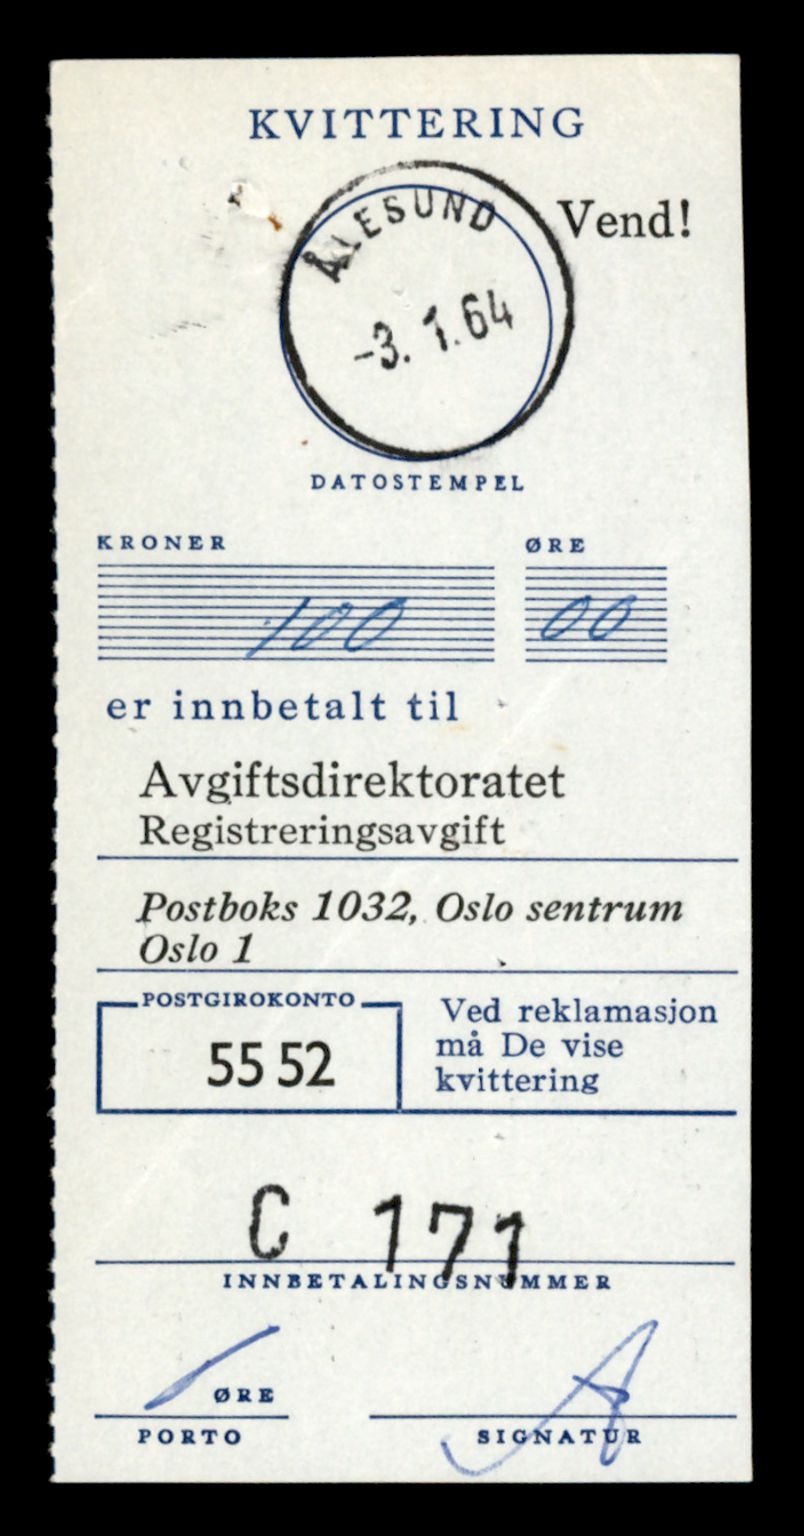 KVITTERING
Vend!
ÅLESUND
-3. 1.64
DATOSTEMPEL
KRONER ØRE
100 00
er innbetalt til
Avgiftsdirektoratet
Registreringsavgift
Postboks 1032, Oslo sentrum
Oslo 1
POSTGIROKONTO
55 52
Ved reklamasjon
må De vise
kvittering
C 171
INNBETALINGSNUMMER
ØRE
PORTO
SIGNATUR